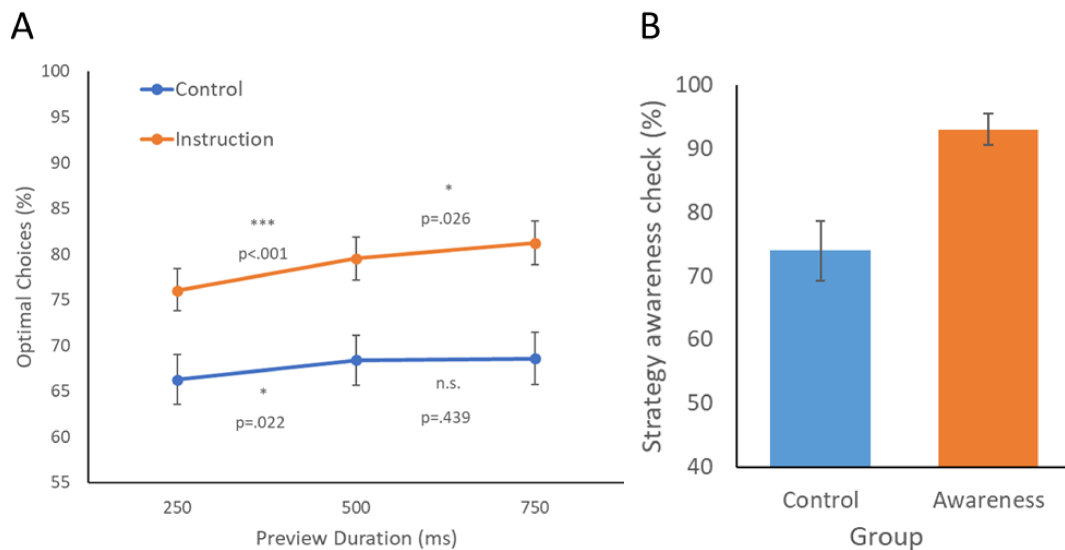 A
Optimal Choices (%)
100
95
90
85
80
75
70
65
60
55
Control
Instruction
***
p<.001
*
p=.026
*
p=.022
n.s.
p=.439
250
500
750
Preview Duration (ms)
B
Strategy awareness check (%)
100
90
80
70
60
50
40
Control
Awareness
Group